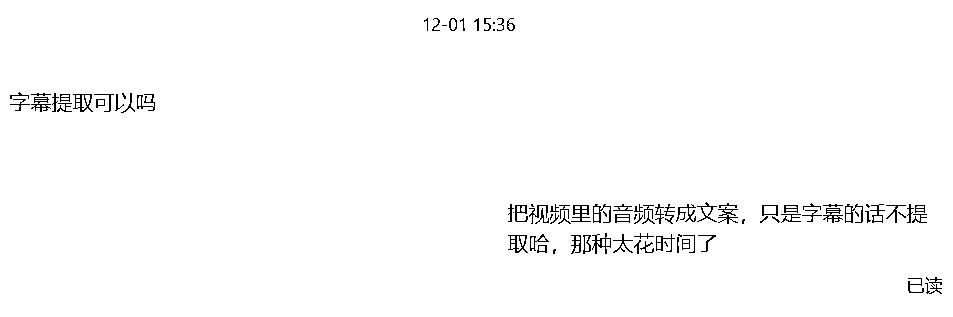 12-01 15:36
字幕提取可以吗
把视频里的音频转成文案，只是字幕的话不提
取哈，那种太花时间了
已读